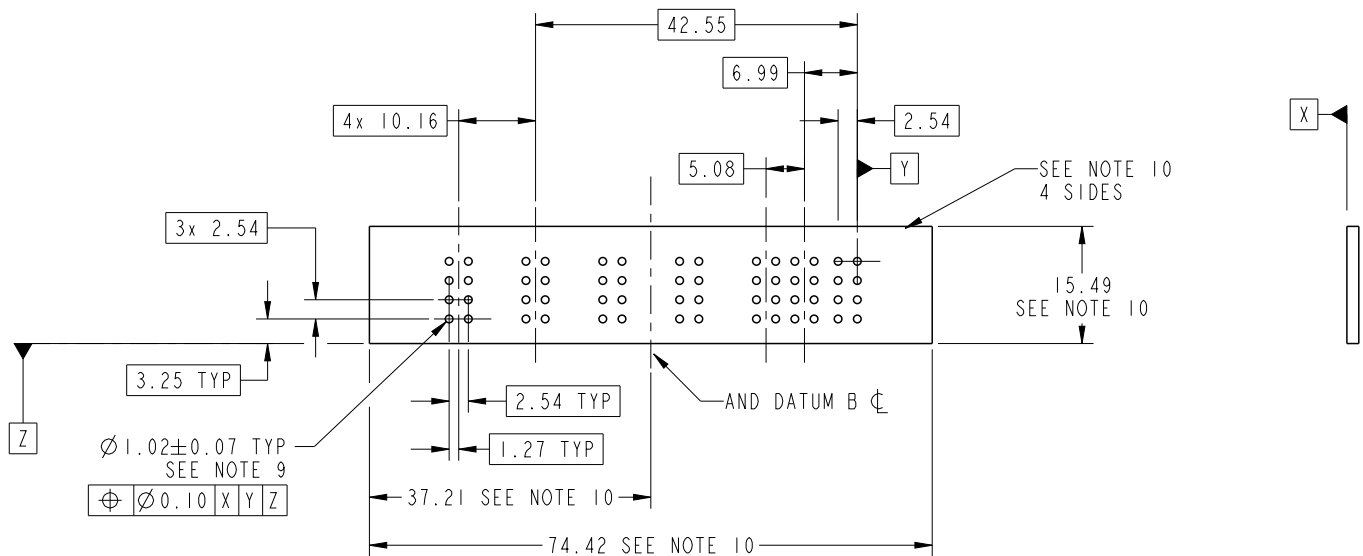 42.55
6.99
4x 10.16
2.54
X
5.08
Y
SEE NOTE 10
4 SIDES
3x 2.54
15.49
SEE NOTE 10
3.25 TYP
2.54 TYP
AND DATUM B ℄
Z
Ø1.02±0.07 TYP
SEE NOTE 9
1.27 TYP
⌖ Ø0.10 X Y Z
37.21 SEE NOTE 10
74.42 SEE NOTE 10